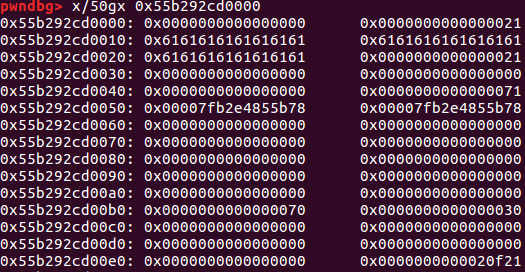 pwndbg> x/50gx 0x55b292cd0000
0x55b292cd0000: 0x0000000000000000 0x0000000000000021
0x55b292cd0010: 0x6161616161616161 0x6161616161616161
0x55b292cd0020: 0x6161616161616161 0x0000000000000021
0x55b292cd0030: 0x0000000000000000 0x0000000000000000
0x55b292cd0040: 0x0000000000000000 0x0000000000000071
0x55b292cd0050: 0x00007fb2e4855b78 0x00007fb2e4855b78
0x55b292cd0060: 0x0000000000000000 0x0000000000000000
0x55b292cd0070: 0x0000000000000000 0x0000000000000000
0x55b292cd0080: 0x0000000000000000 0x0000000000000000
0x55b292cd0090: 0x0000000000000000 0x0000000000000000
0x55b292cd00a0: 0x0000000000000000 0x0000000000000000
0x55b292cd00b0: 0x0000000000000070 0x0000000000000030
0x55b292cd00c0: 0x0000000000000000 0x0000000000000000
0x55b292cd00d0: 0x0000000000000000 0x0000000000000000
0x55b292cd00e0: 0x0000000000000000 0x0000000000020f21